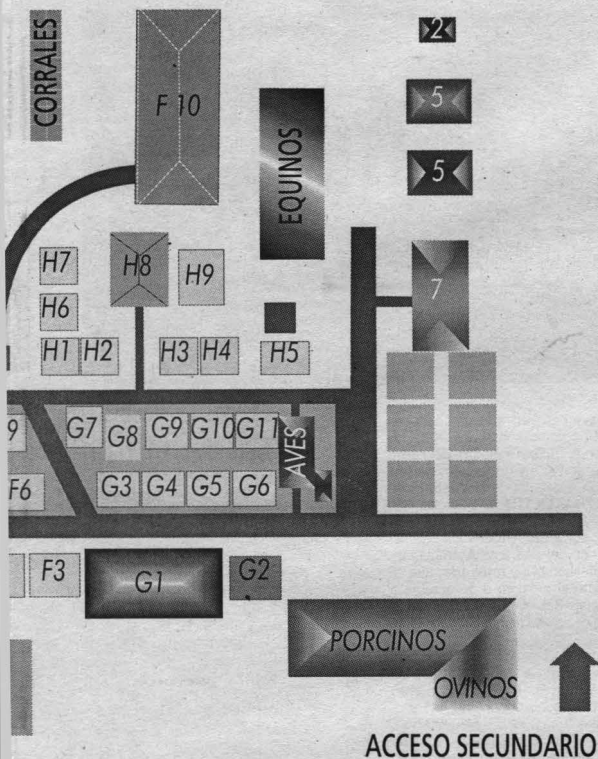 CORRALES
F 10
EQUINOS
2
5
5
7
H7
H8
H9
H6
H1 H2
H3 H4
H5
9
G7 G8 G9 G10 G11
AVES
F6
G3 G4 G5 G6
F3
G1
G2
PORCINOS
OVINOS
ACCESO SECUNDARIO